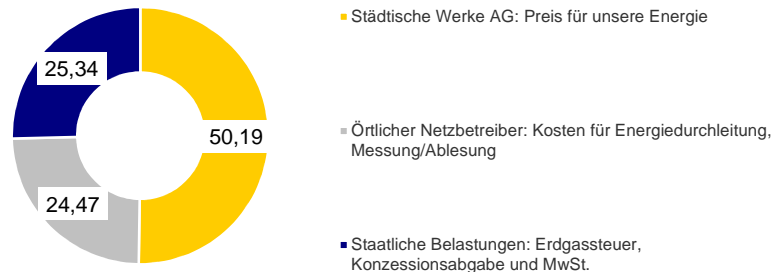 Städtische Werke AG: Preis für unsere Energie
25,34
50,19
Örtlicher Netzbetreiber: Kosten für Energiedurchleitung,
Messung/Ablesung
24,47
Staatliche Belastungen: Erdgassteuer,
Konzessionsabgabe und MwSt.